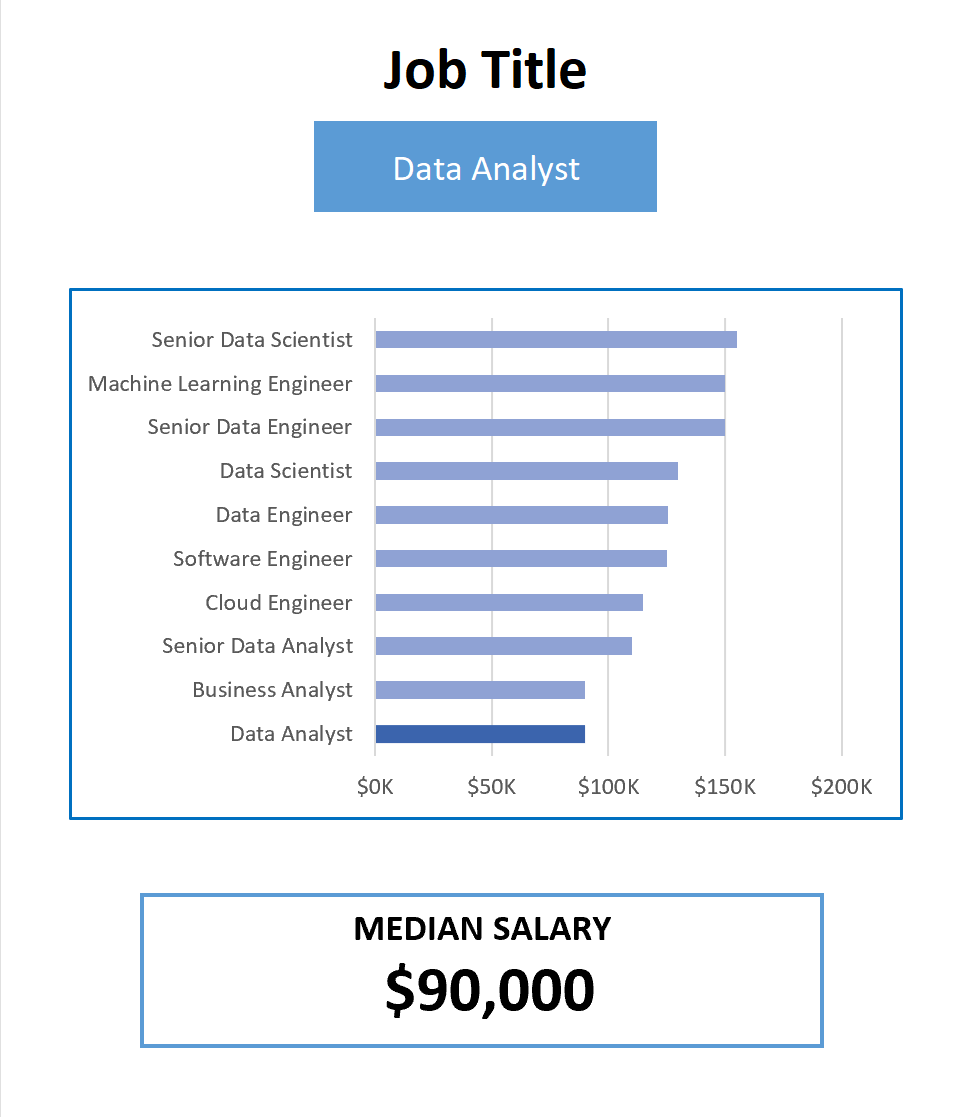 Job Title
Data Analyst
Senior Data Scientist
Machine Learning Engineer
Senior Data Engineer
Data Scientist
Data Engineer
Software Engineer
Cloud Engineer
Senior Data Analyst
Business Analyst
Data Analyst
$0K $50K $100K $150K $200K
MEDIAN SALARY
$90,000